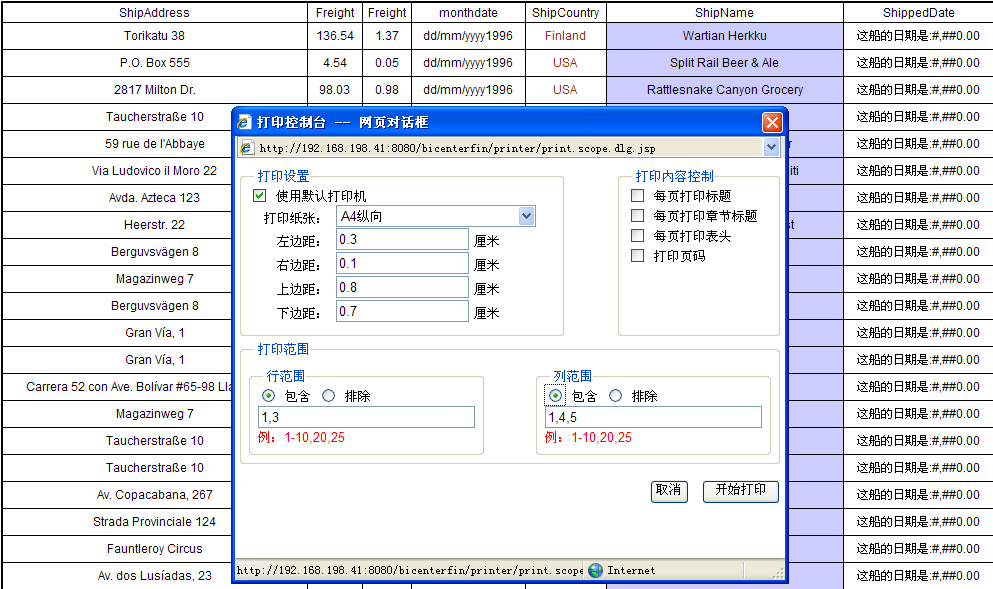 ShipAddress Freight Freight monthdate ShipCountry ShipName ShippedDate
Torikatu 38 136.54 1.37 dd/mm/yyyy1996 Finland Wartian Herkku 这船的日期是:#,##0.00
P.O. Box 555 4.54 0.05 dd/mm/yyyy1996 USA Split Rail Beer & Ale 这船的日期是:#,##0.00
2817 Milton Dr. 98.03 0.98 dd/mm/yyyy1996 USA Rattlesnake Canyon Grocery 这船的日期是:#,##0.00
Taucherstraße 10 这船的日期是:#,##0.00
59 rue de l'Abbaye r 这船的日期是:#,##0.00
Via Ludovico il Moro 22 iti 这船的日期是:#,##0.00
Avda. Azteca 123 这船的日期是:#,##0.00
Heerstr. 22 st 这船的日期是:#,##0.00
Berguvsvägen 8 这船的日期是:#,##0.00
Magazinweg 7 这船的日期是:#,##0.00
Berguvsvägen 8 这船的日期是:#,##0.00
Gran Vía, 1 这船的日期是:#,##0.00
Gran Vía, 1 这船的日期是:#,##0.00
Carrera 52 con Ave. Bolívar #65-98 Lla 这船的日期是:#,##0.00
Magazinweg 7 这船的日期是:#,##0.00
Taucherstraße 10 这船的日期是:#,##0.00
Taucherstraße 10 这船的日期是:#,##0.00
Av. Copacabana, 267 这船的日期是:#,##0.00
Strada Provinciale 124 这船的日期是:#,##0.00
Fauntleroy Circus 这船的日期是:#,##0.00
Av. dos Lusíadas, 23 这船的日期是:#,##0.00
打印控制台 -- 网页对话框
http://192.168.198.41:8080/bicenterfin/printer/print.scope.dlg.jsp
打印设置
使用默认打印机
打印纸张: A4纵向
左边距: 0.3 厘米
右边距: 0.1 厘米
上边距: 0.8 厘米
下边距: 0.7 厘米
打印内容控制
每页打印标题
每页打印章节标题
每页打印表头
打印页码
打印范围
行范围
包含 排除
1,3
例: 1-10,20,25
列范围
包含 排除
1,4,5
例: 1-10,20,25
取消 开始打印
http://192.168.198.41:8080/bicenterfin/printer/print.scope Internet